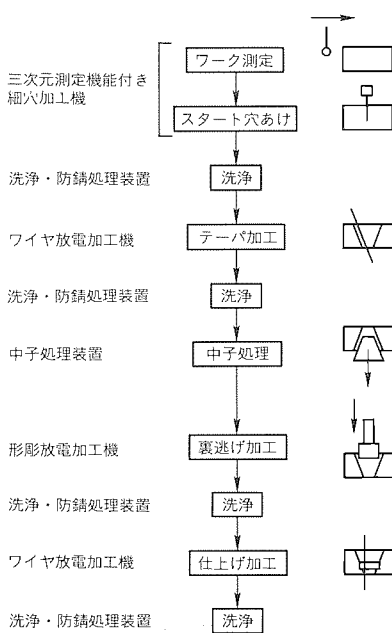 ワーク測定
三次元測定機能付き
細穴加工機
スタート穴あけ
洗浄・防錆処理装置
洗浄
ワイヤ放電加工機
テーパ加工
洗浄・防錆処理装置
洗浄
中子処理装置
中子処理
形彫放電加工機
裏逃げ加工
洗浄・防錆処理装置
洗浄
ワイヤ放電加工機
仕上げ加工
洗浄・防錆処理装置
洗浄